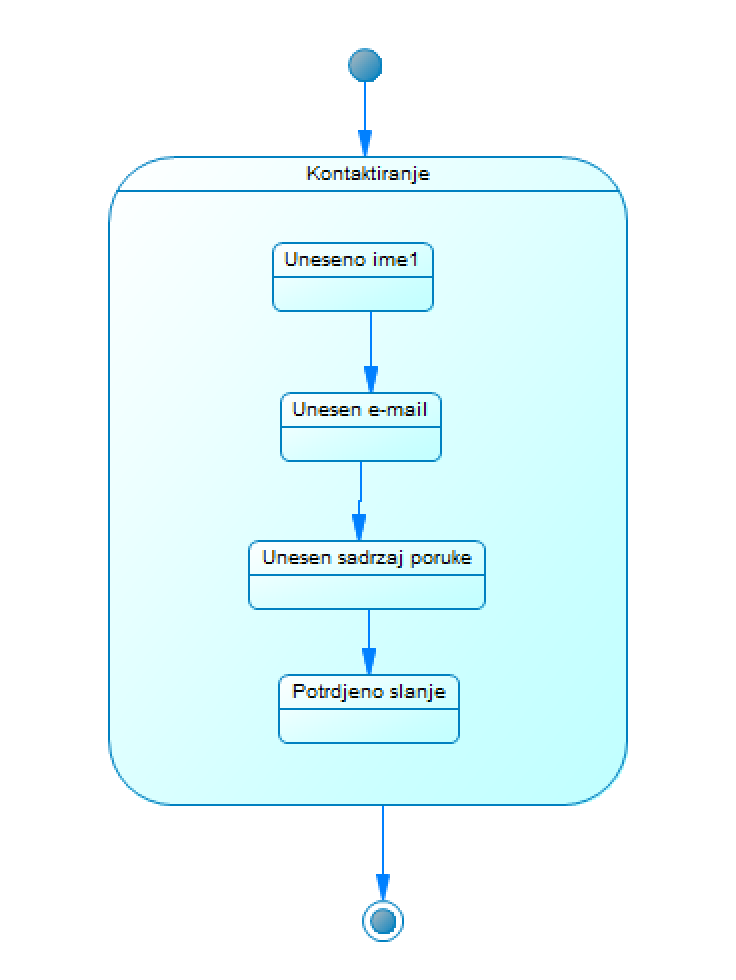 Kontaktiranje
Uneseno ime1
Unesen e-mail
Unesen sadrzaj poruke
Potrdjeno slanje